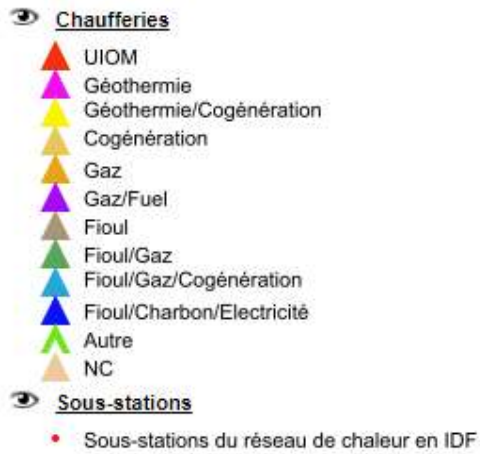 Chaufferies
UIOM
Géothermie
Géothermie/Cogénération
Cogénération
Gaz
Gaz/Fuel
Fioul
Fioul/Gaz
Fioul/Gaz/Cogénération
Fioul/Charbon/Electricité
Autre
NC
Sous-stations
Sous-stations du réseau de chaleur en IDF